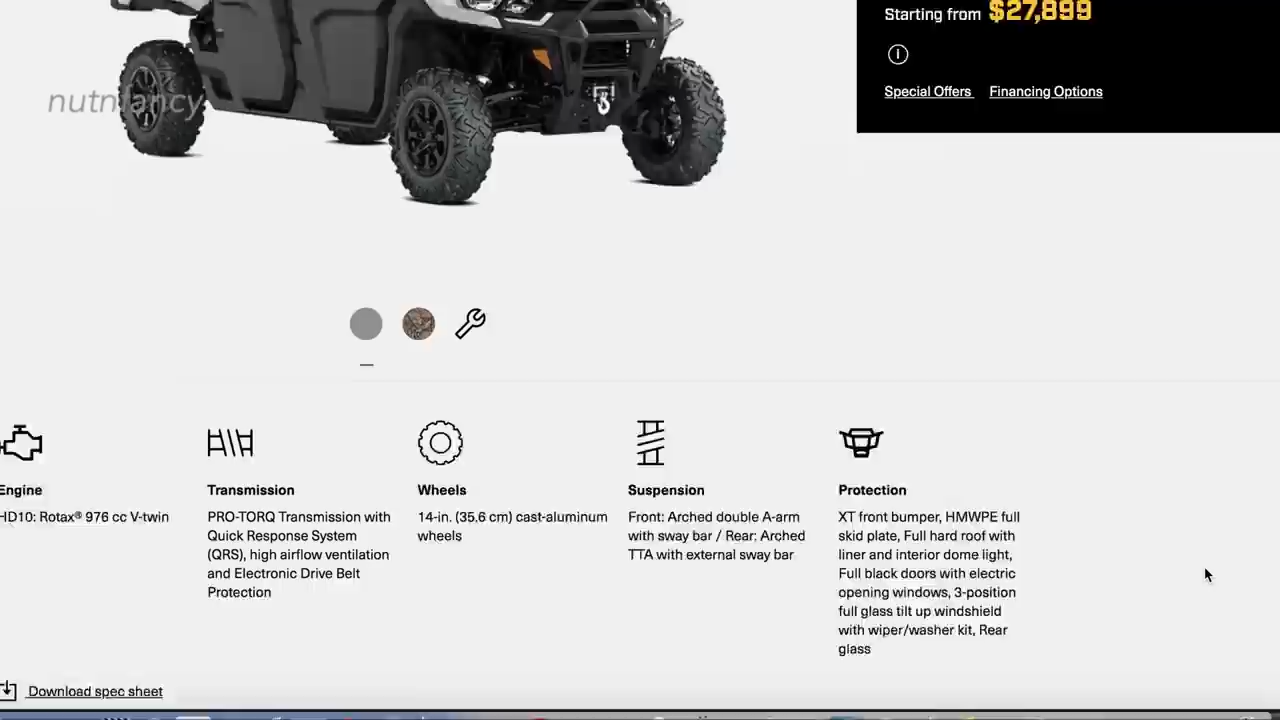 Starting from $27,899
Special Offers Financing Options
nutnfancy
Engine
HD10: Rotax® 976 cc V-twin
Transmission
PRO-TORQ Transmission with
Quick Response System
(QRS), high airflow ventilation
and Electronic Drive Belt
Protection
Wheels
14-in. (35.6 cm) cast-aluminum
wheels
Suspension
Front: Arched double A-arm
with sway bar / Rear: Arched
TTA with external sway bar
Protection
XT front bumper, HMWPE full
skid plate, Full hard roof with
liner and interior dome light,
Full black doors with electric
opening windows, 3-position
full glass tilt up windshield
with wiper/washer kit, Rear
glass
Download spec sheet